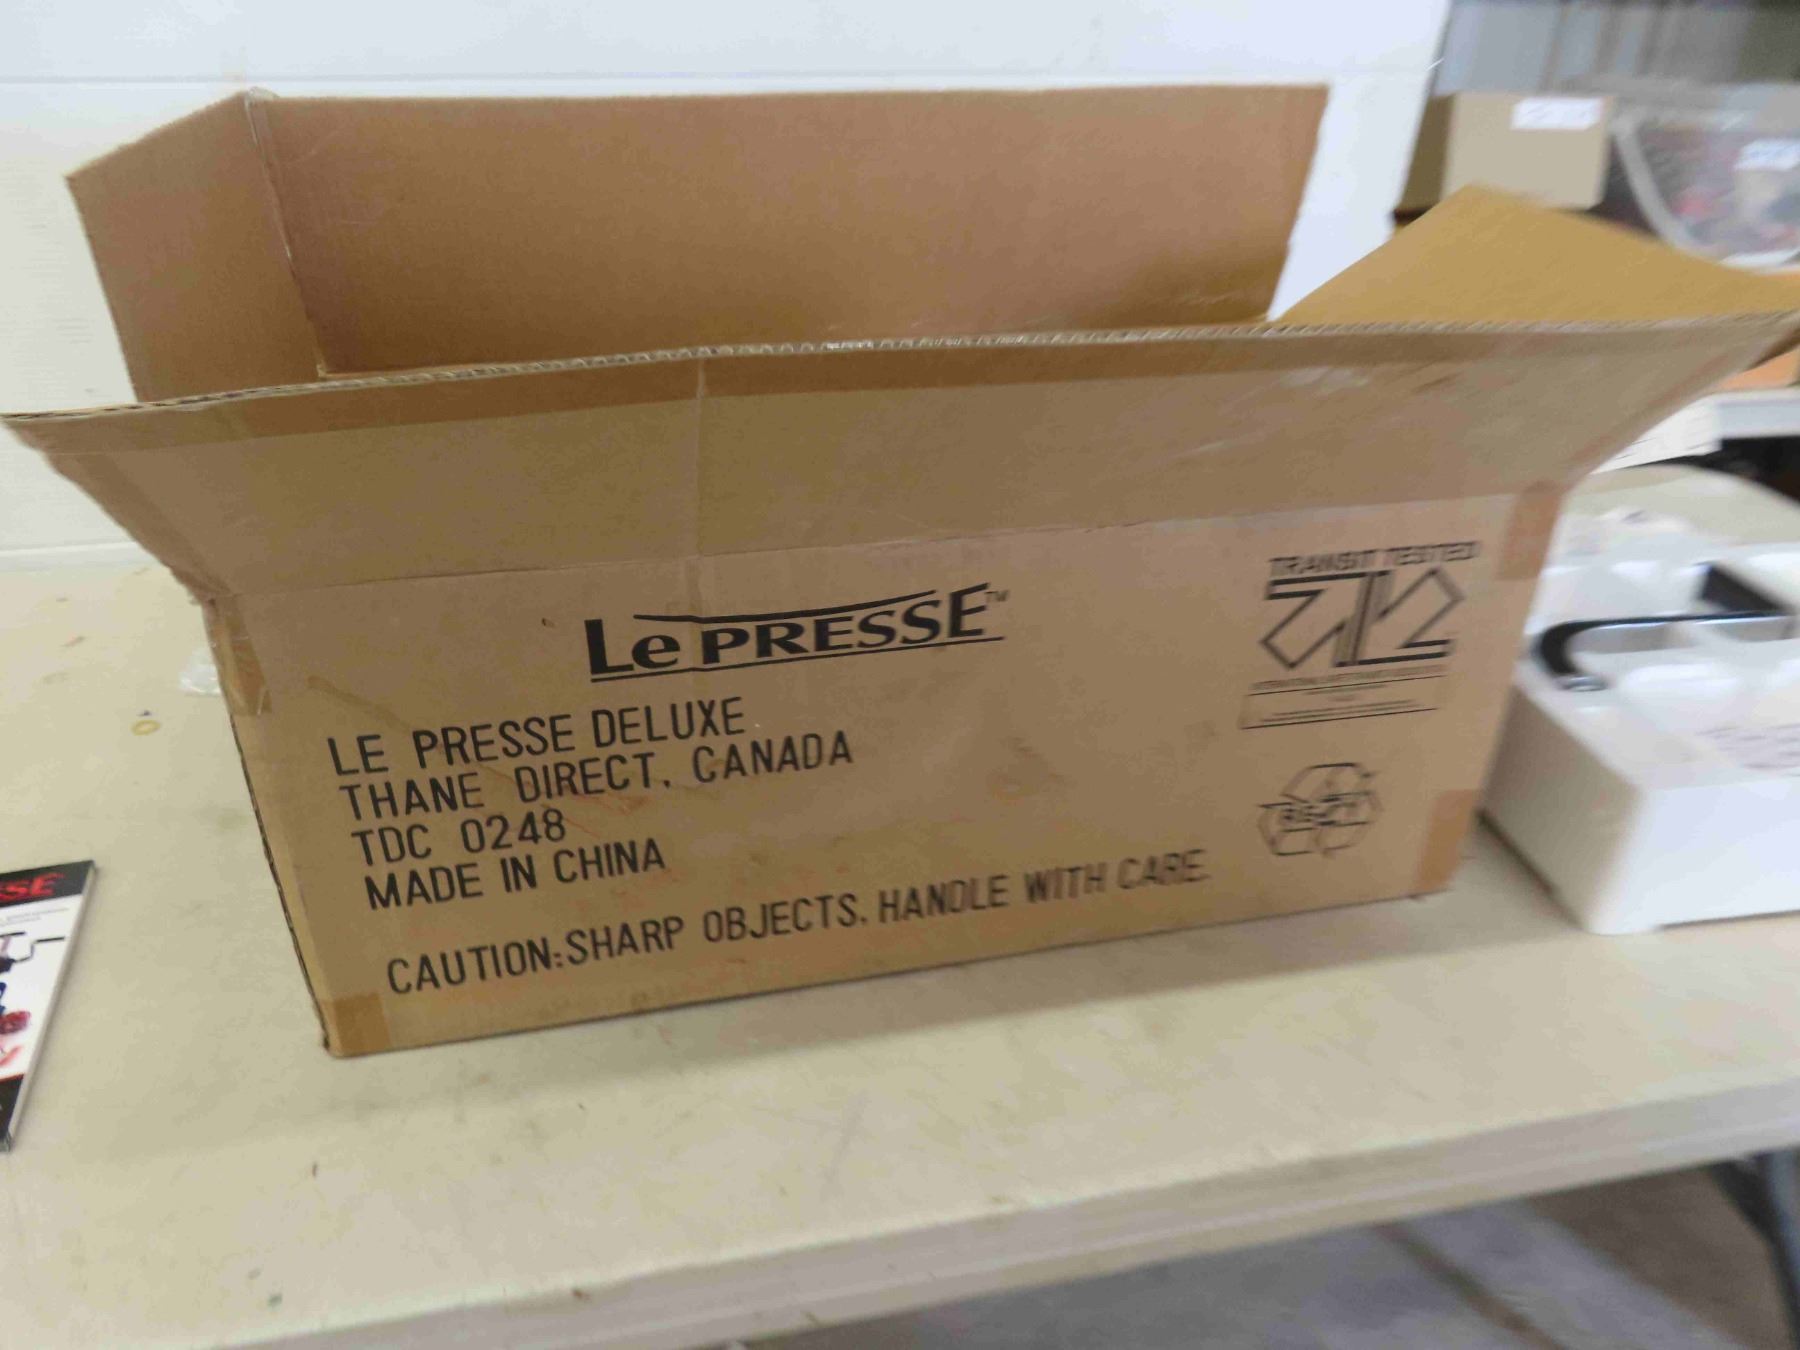 Le PRESSE™
LE PRESSE DELUXE
THANE DIRECT, CANADA
TDC 0248
MADE IN CHINA
CAUTION:SHARP OBJECTS. HANDLE WITH CARE.
TRANSIT TESTED
SSE